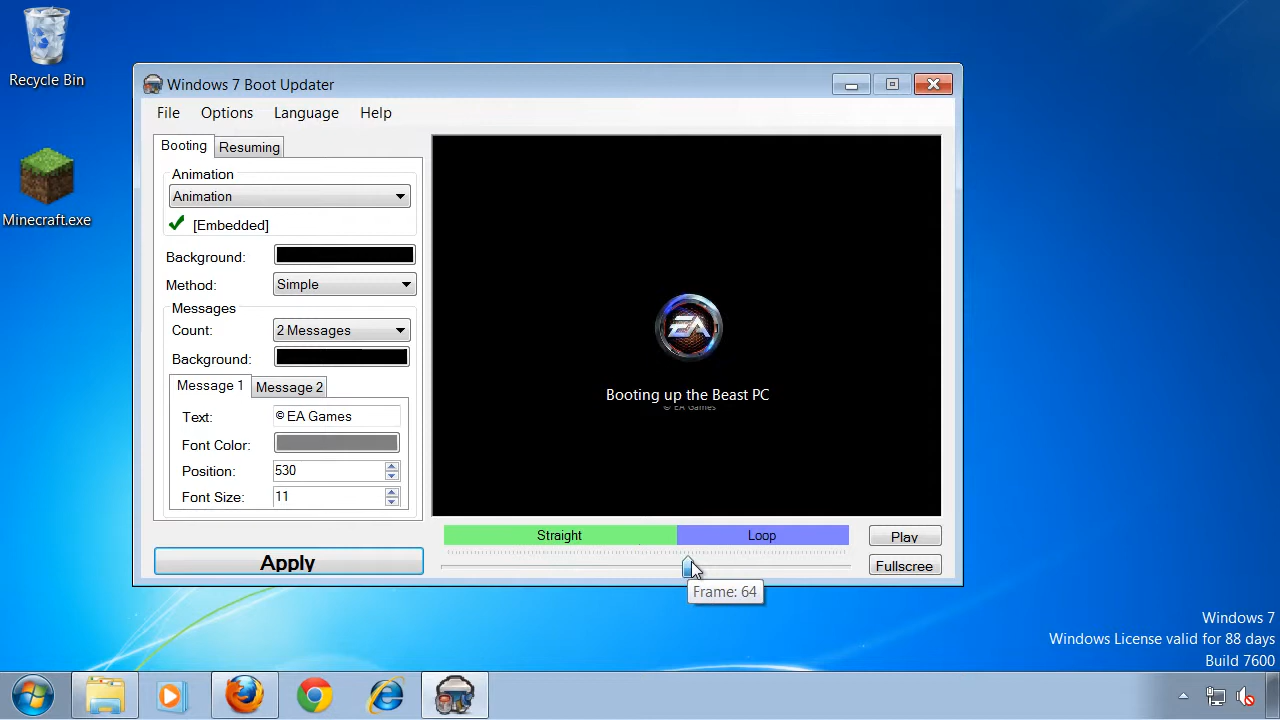 Recycle Bin
Minecraft.exe
Windows 7 Boot Updater
File Options Language Help
Booting Resuming
Animation
Animation
[Embedded]
Background:
Method: Simple
Messages
Count: 2 Messages
Background:
Message 1 Message 2
Text: © EA Games
Font Color:
Position: 530
Font Size: 11
Apply
EA
Booting up the Beast PC
© EA Games
Straight Loop
Play
Fullscree
Frame: 64
Windows 7
Windows License valid for 88 days
Build 7600